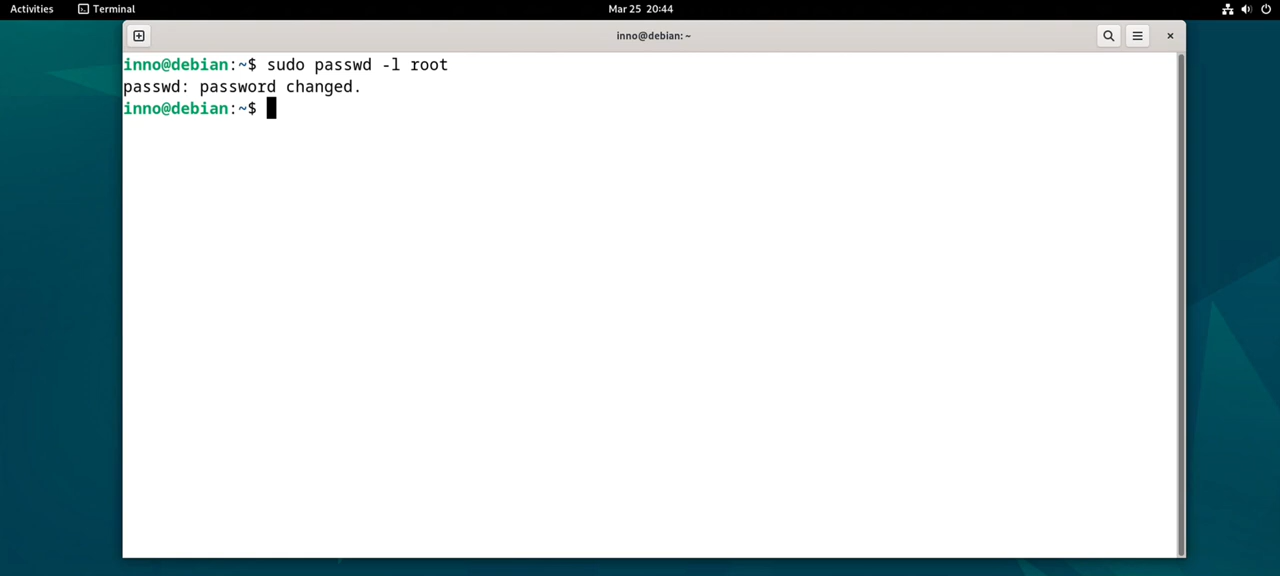 Activities Terminal Mar 25 20:44
inno@debian: ~
inno@debian:~$ sudo passwd -l root
passwd: password changed.
inno@debian:~$